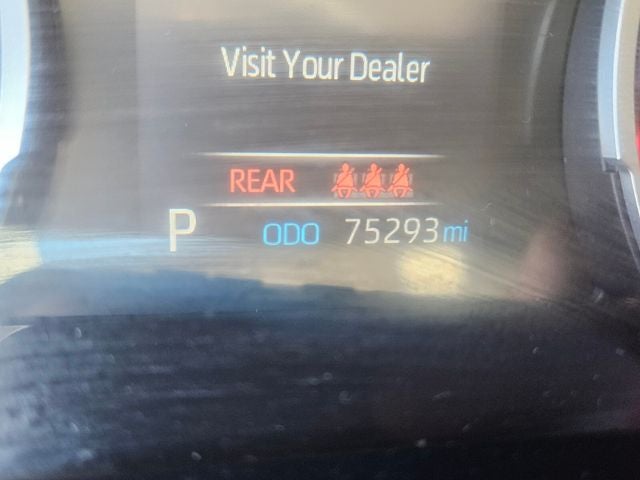 Visit Your Dealer
REAR
P ODO 75293 mi